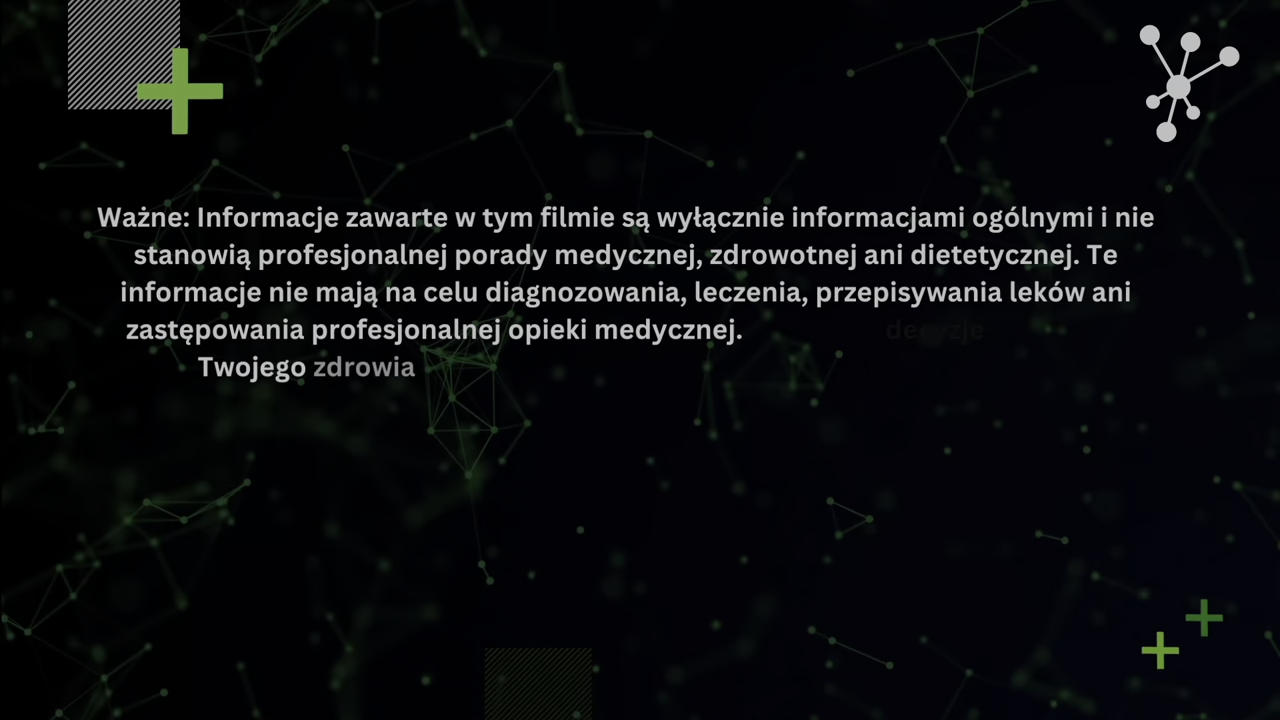 Ważne: Informacje zawarte w tym filmie są wyłącznie informacjami ogólnymi i nie
stanowią profesjonalnej porady medycznej, zdrowotnej ani dietetycznej. Te
informacje nie mają na celu diagnozowania, leczenia, przepisywania leków ani
zastępowania profesjonalnej opieki medycznej. decyzje
Twojego zdrowia